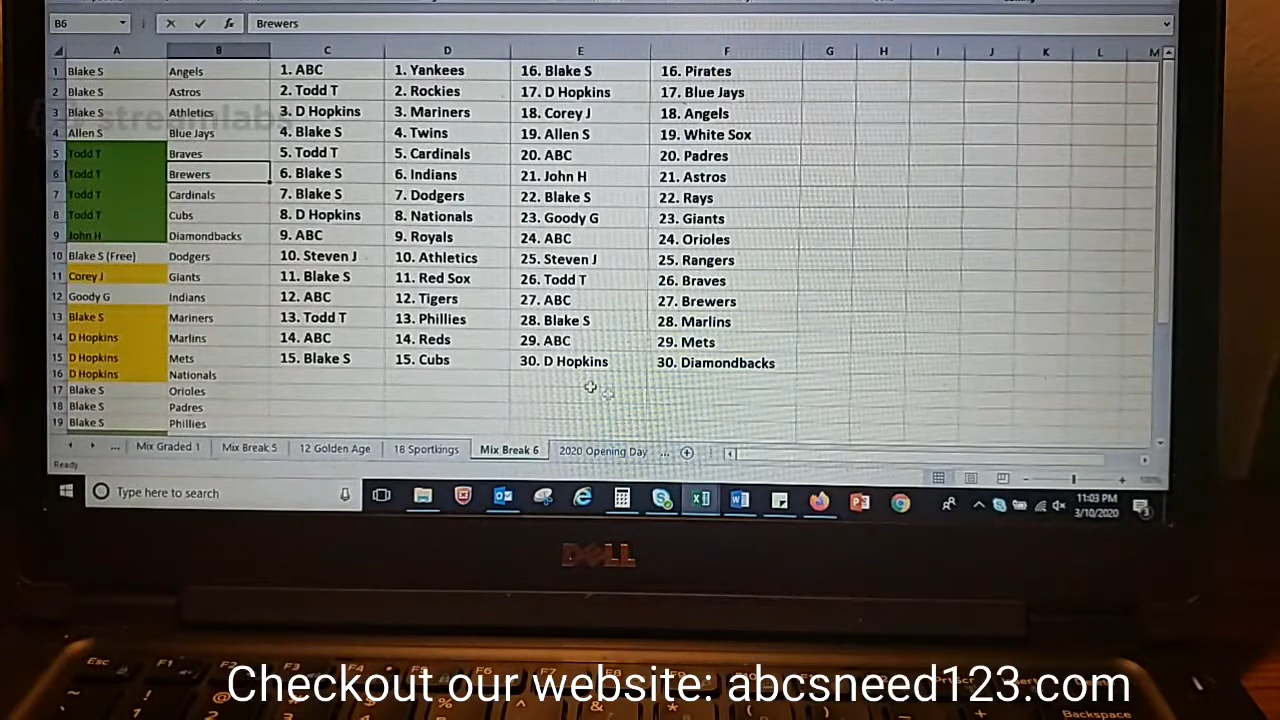 B6 fx Brewers
A B C D E F G H I J K L M
1 Blake S Angels 1. ABC 1. Yankees 16. Blake S 16. Pirates
2 Blake S Astros 2. Todd T 2. Rockies 17. D Hopkins 17. Blue Jays
3 Blake S Athletics 3. D Hopkins 3. Mariners 18. Corey J 18. Angels
streamlabs
4 Allen S Blue Jays 4. Blake S 4. Twins 19. Allen S 19. White Sox
5 Todd T Braves 5. Todd T 5. Cardinals 20. ABC 20. Padres
6 Todd T Brewers 6. Blake S 6. Indians 21. John H 21. Astros
7 Todd T Cardinals 7. Blake S 7. Dodgers 22. Blake S 22. Rays
8 Todd T Cubs 8. D Hopkins 8. Nationals 23. Goody G 23. Giants
9 John H Diamondbacks 9. ABC 9. Royals 24. ABC 24. Orioles
10 Blake S (Free) Dodgers 10. Steven J 10. Athletics 25. Steven J 25. Rangers
11 Corey J Giants 11. Blake S 11. Red Sox 26. Todd T 26. Braves
12 Goody G Indians 12. ABC 12. Tigers 27. ABC 27. Brewers
13 Blake S Mariners 13. Todd T 13. Phillies 28. Blake S 28. Marlins
14 D Hopkins Marlins 14. ABC 14. Reds 29. ABC 29. Mets
15 D Hopkins Mets 15. Blake S 15. Cubs 30. D Hopkins 30. Diamondbacks
16 D Hopkins Nationals
17 Blake S Orioles
18 Blake S Padres
19 Blake S Phillies
... Mix Graded 1 Mix Break 5 12 Golden Age 18 Sportkings Mix Break 6 2020 Opening Day ...
Ready
Type here to search
11:03 PM
3/10/2020
DELL
Esc F1 F2 F3 F4 F5 F6 F7
Backspace
Checkout our website: abcsneed123.com